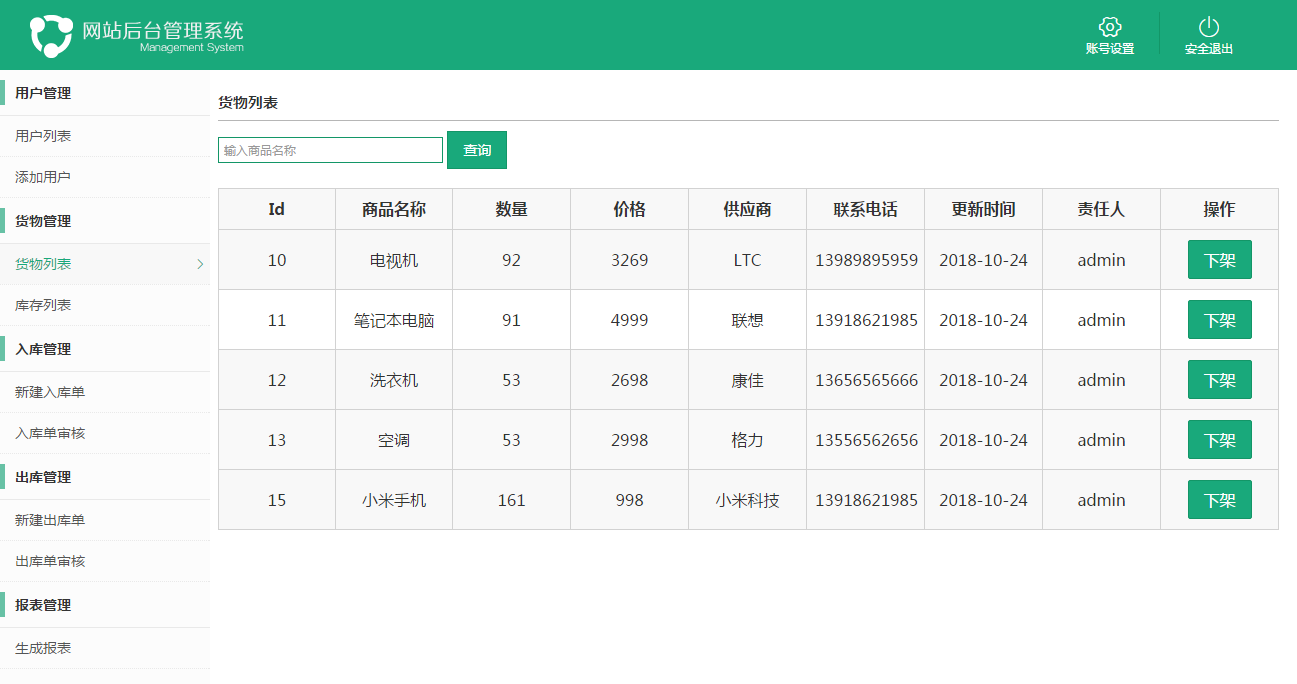 网站后台管理系统
Management System
账号设置
安全退出
用户管理
用户列表
添加用户
货物管理
货物列表
库存列表
入库管理
新建入库单
入库单审核
出库管理
新建出库单
出库单审核
报表管理
生成报表
货物列表
输入商品名称 查询
Id 商品名称 数量 价格 供应商 联系电话 更新时间 责任人 操作
10 电视机 92 3269 LTC 13989895959 2018-10-24 admin 下架
11 笔记本电脑 91 4999 联想 13918621985 2018-10-24 admin 下架
12 洗衣机 53 2698 康佳 13656565666 2018-10-24 admin 下架
13 空调 53 2998 格力 13556562656 2018-10-24 admin 下架
15 小米手机 161 998 小米科技 13918621985 2018-10-24 admin 下架